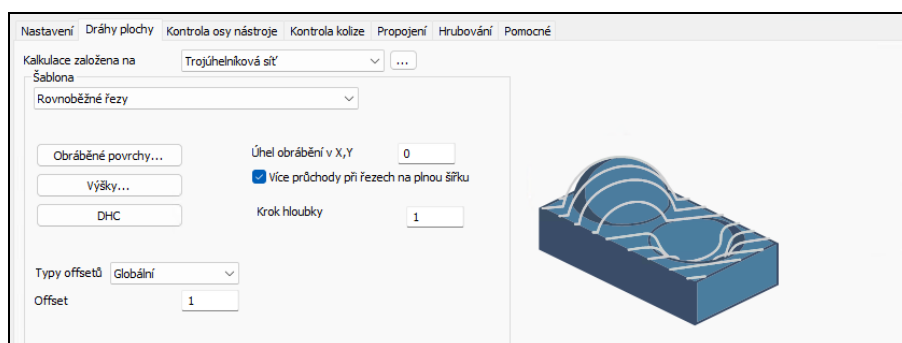 Nastavení Dráhy plochy Kontrola osy nástroje Kontrola kolize Propojení Hrubování Pomocné
Kalkulace založena na Trojúhelníková síť ...
Šablona
Rovnoběžné řezy
Obráběné povrchy... Úhel obrábění v X,Y 0
Více průchody při řezech na plnou šířku
Výšky...
DHC Krok hloubky 1
Typy offsetů Globální
Offset 1